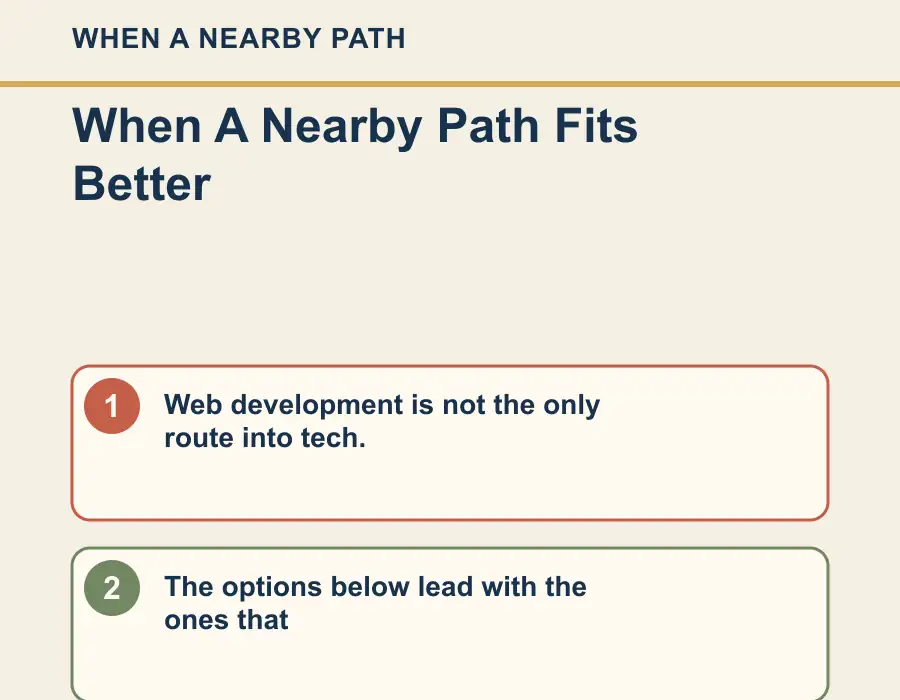 WHEN A NEARBY PATH
When A Nearby Path Fits
Better
1
Web development is not the only
route into tech.
2
The options below lead with the
ones that